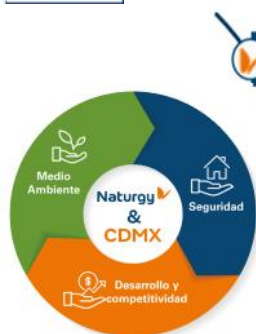 Medio
Ambiente
Naturgy
&
CDMX
Seguridad
Desarrollo y
competitividad